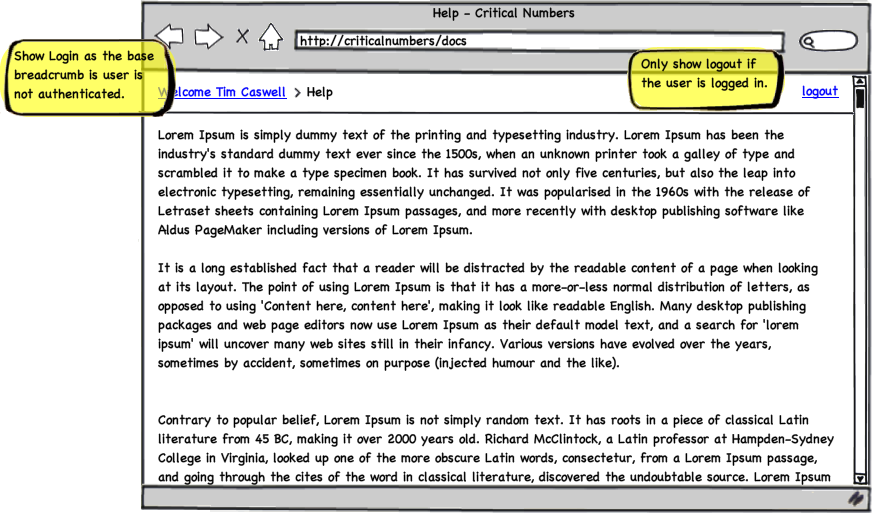 Help - Critical Numbers
http://criticalnumbers/docs
Show Login as the base
breadcrumb is user is
not authenticated.
Only show logout if
the user is logged in.
Welcome Tim Caswell > Help
logout
Lorem Ipsum is simply dummy text of the printing and typesetting industry. Lorem Ipsum has been the
industry's standard dummy text ever since the 1500s, when an unknown printer took a galley of type and
scrambled it to make a type specimen book. It has survived not only five centuries, but also the leap into
electronic typesetting, remaining essentially unchanged. It was popularised in the 1960s with the release of
Letraset sheets containing Lorem Ipsum passages, and more recently with desktop publishing software like
Aldus PageMaker including versions of Lorem Ipsum.
It is a long established fact that a reader will be distracted by the readable content of a page when looking
at its layout. The point of using Lorem Ipsum is that it has a more-or-less normal distribution of letters, as
opposed to using 'Content here, content here', making it look like readable English. Many desktop publishing
packages and web page editors now use Lorem Ipsum as their default model text, and a search for 'lorem
ipsum' will uncover many web sites still in their infancy. Various versions have evolved over the years,
sometimes by accident, sometimes on purpose (injected humour and the like).
Contrary to popular belief, Lorem Ipsum is not simply random text. It has roots in a piece of classical Latin
literature from 45 BC, making it over 2000 years old. Richard McClintock, a Latin professor at Hampden-Sydney
College in Virginia, looked up one of the more obscure Latin words, consectetur, from a Lorem Ipsum passage,
and going through the cites of the word in classical literature, discovered the undoubtable source. Lorem Ipsum